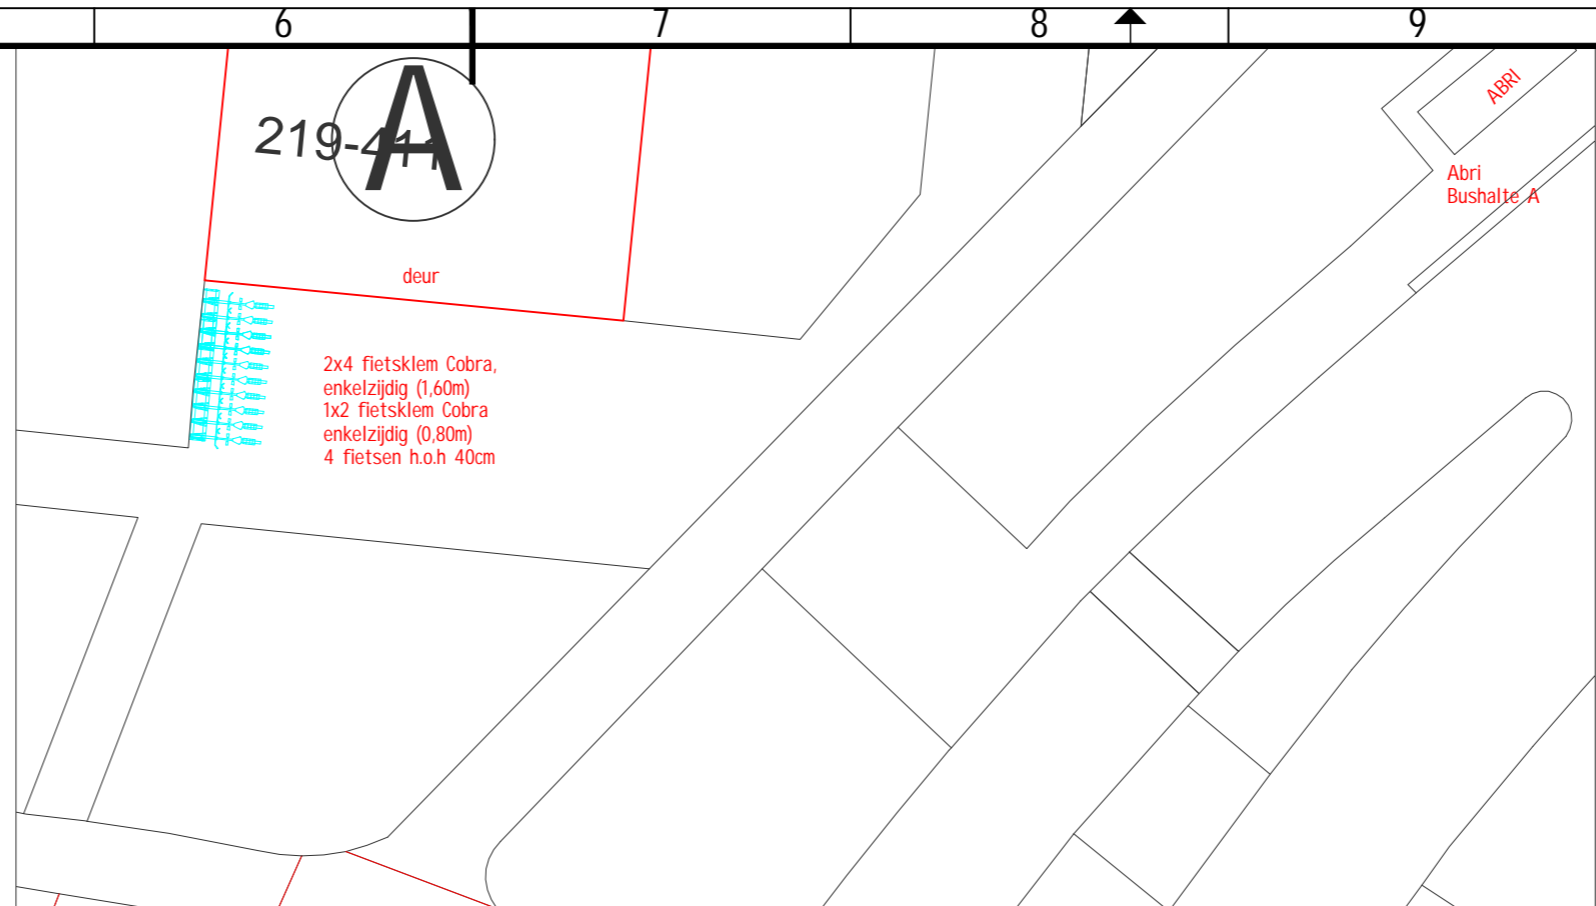 6 7 8 9
ABRI
A
219-411
Abri
Bushalte A
deur
2x4 fietsklem Cobra,
enkelzijdig (1,60m)
1x2 fietsklem Cobra
enkelzijdig (0,80m)
4 fietsen h.o.h 40cm